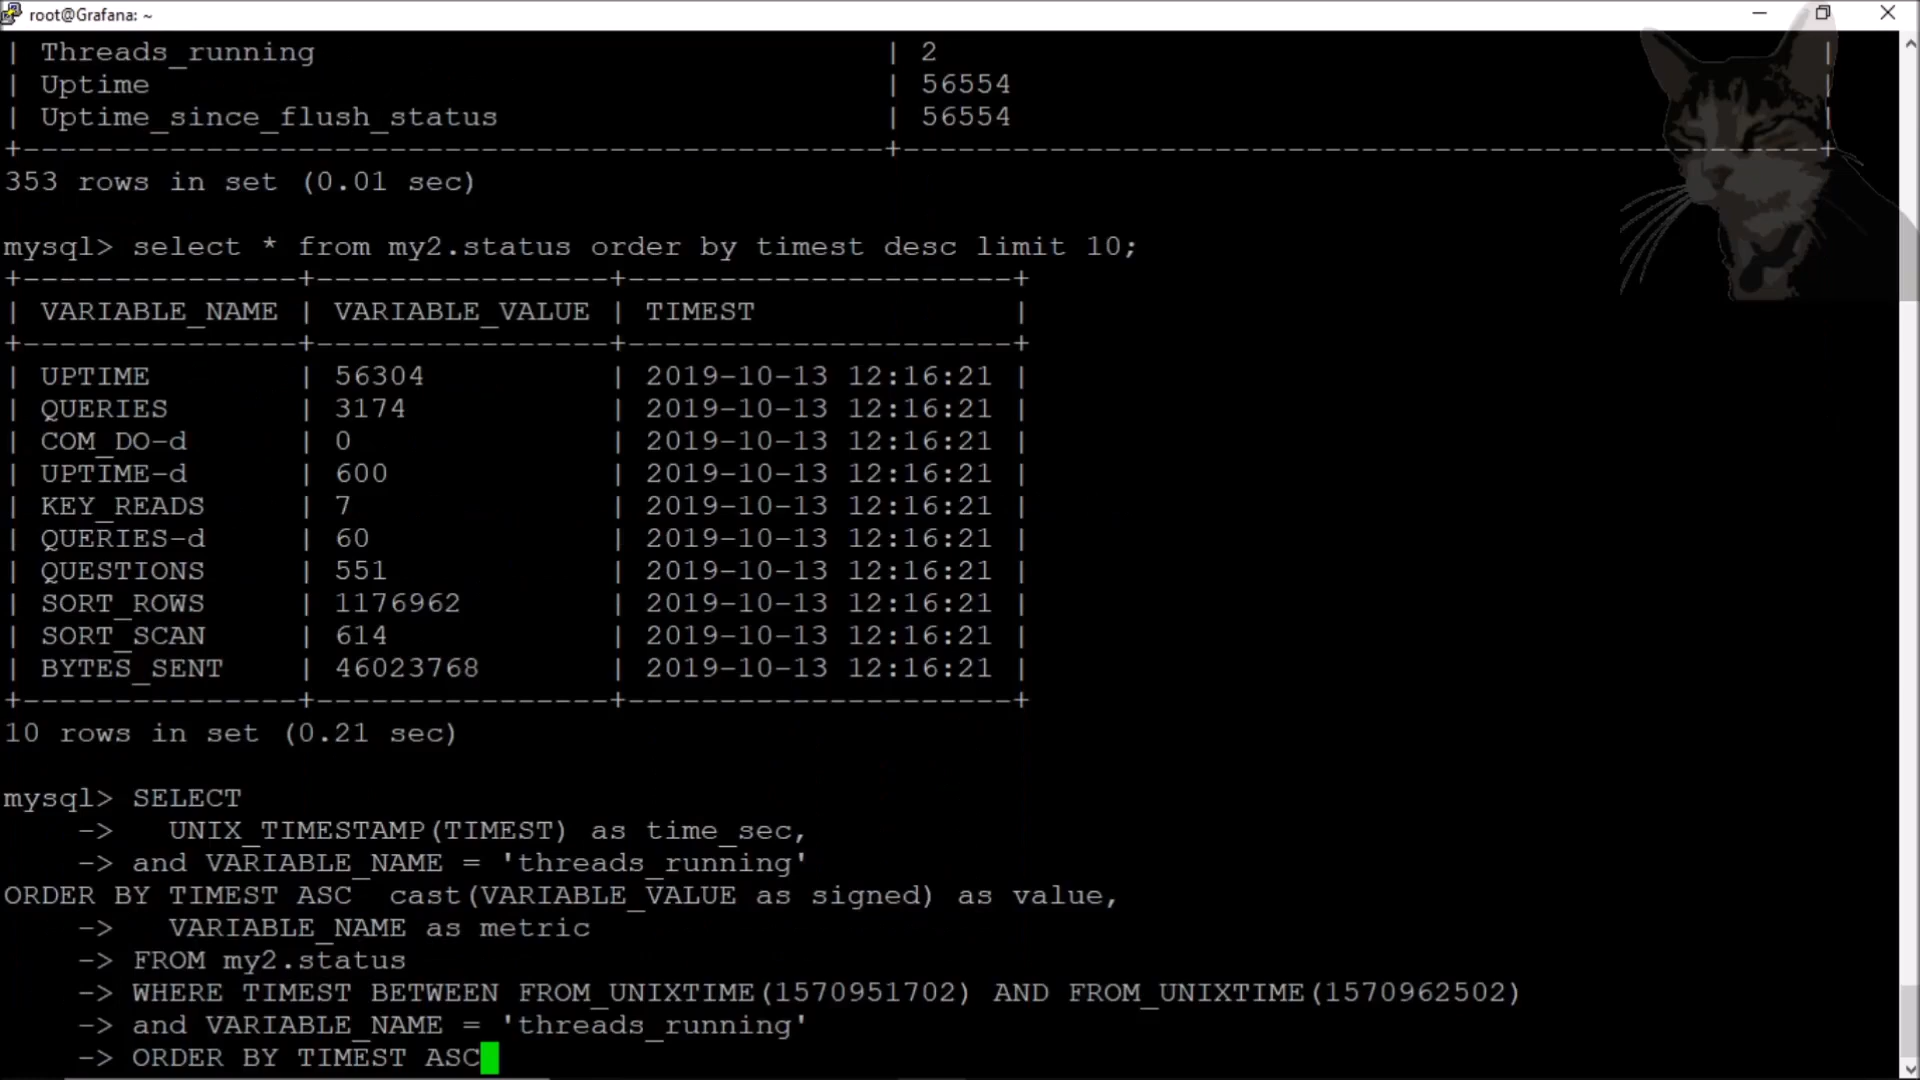 root@Grafana: ~
| Threads_running | 2 |
| Uptime | 56554 |
| Uptime_since_flush_status | 56554 |
+-----------------------------------------------+--------------------------------------------------+
353 rows in set (0.01 sec)
mysql> select * from my2.status order by timest desc limit 10;
+---------------+----------------+---------------------+
| VARIABLE_NAME | VARIABLE_VALUE | TIMEST |
+---------------+----------------+---------------------+
| UPTIME | 56304 | 2019-10-13 12:16:21 |
| QUERIES | 3174 | 2019-10-13 12:16:21 |
| COM_DO-d | 0 | 2019-10-13 12:16:21 |
| UPTIME-d | 600 | 2019-10-13 12:16:21 |
| KEY_READS | 7 | 2019-10-13 12:16:21 |
| QUERIES-d | 60 | 2019-10-13 12:16:21 |
| QUESTIONS | 551 | 2019-10-13 12:16:21 |
| SORT_ROWS | 1176962 | 2019-10-13 12:16:21 |
| SORT_SCAN | 614 | 2019-10-13 12:16:21 |
| BYTES_SENT | 46023768 | 2019-10-13 12:16:21 |
+---------------+----------------+---------------------+
10 rows in set (0.21 sec)
mysql> SELECT
-> UNIX_TIMESTAMP(TIMEST) as time_sec,
-> and VARIABLE_NAME = 'threads_running'
ORDER BY TIMEST ASC cast(VARIABLE_VALUE as signed) as value,
-> VARIABLE_NAME as metric
-> FROM my2.status
-> WHERE TIMEST BETWEEN FROM_UNIXTIME(1570951702) AND FROM_UNIXTIME(1570962502)
-> and VARIABLE_NAME = 'threads_running'
-> ORDER BY TIMEST ASC